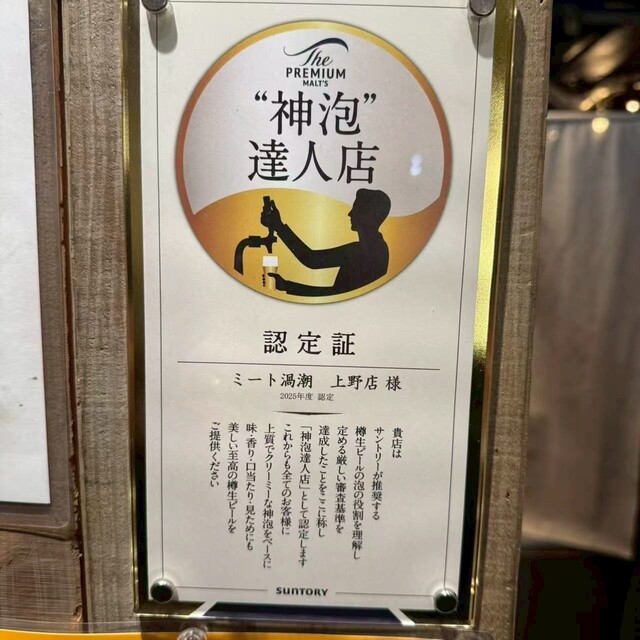 The
PREMIUM
MALT'S
“神泡”
達人店
認定証
ミート渦潮 上野店 様
2025年度 認定
貴店は
サントリーが推奨する
樽生ビールの泡の役割を理解し
定める厳しい審査基準を
達成したことをここに称し
「神泡達人店」として認定します
これからも全てのお客様に
上質でクリーミーな神泡をベースに
味・香り・口当たり・見ためにも
美しい至高の樽生ビールを
ご提供ください
SUNTORY